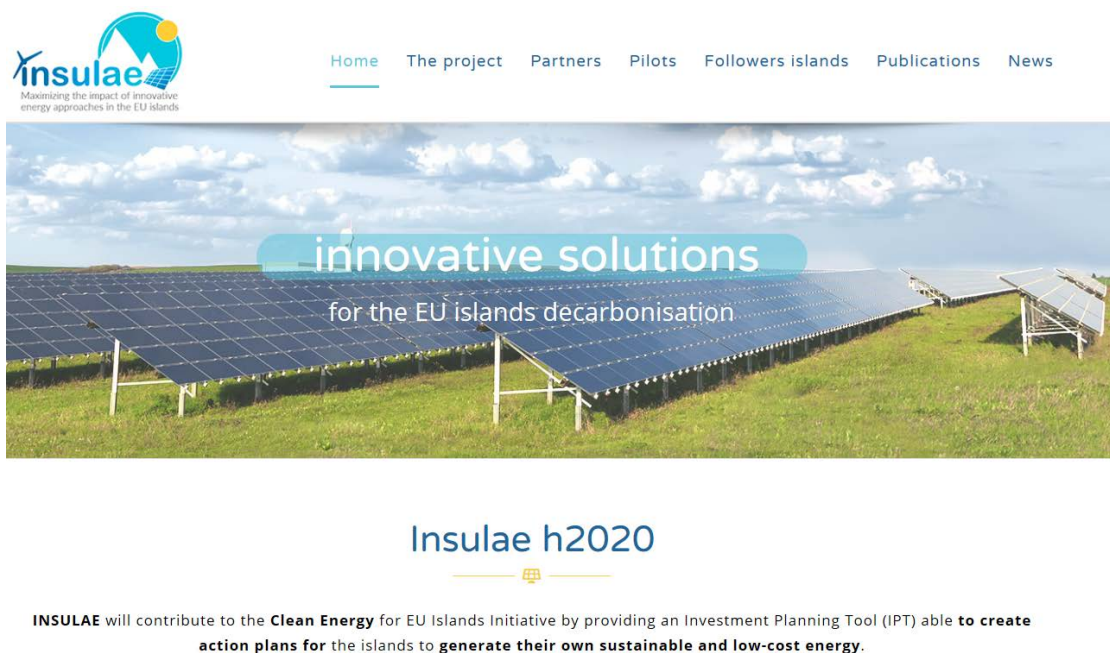 insulae
Maximizing the impact of innovative
energy approaches in the EU islands
Home The project Partners Pilots Followers islands Publications News
innovative solutions
for the EU islands decarbonisation
Insulae h2020
INSULAE will contribute to the Clean Energy for EU Islands Initiative by providing an Investment Planning Tool (IPT) able to create
action plans for the islands to generate their own sustainable and low-cost energy.